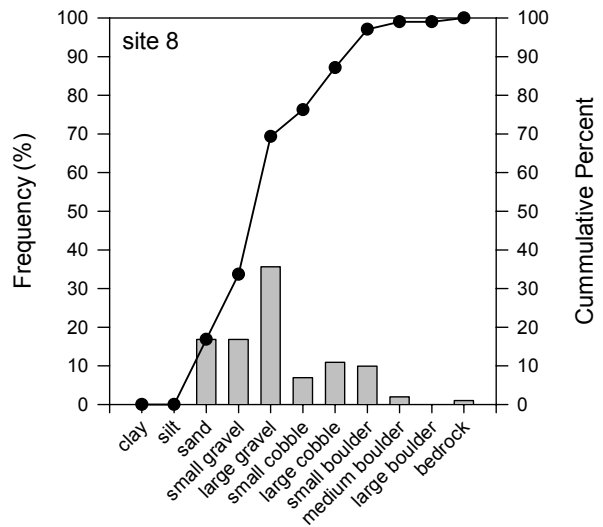 site 8
Frequency (%)
100
90
80
70
60
50
40
30
20
10
0
100
90
80
70
60
50
40
30
20
10
0
Cummulative Percent
clay
silt
sand
small gravel
large gravel
small cobble
large cobble
small boulder
medium boulder
large boulder
bedrock